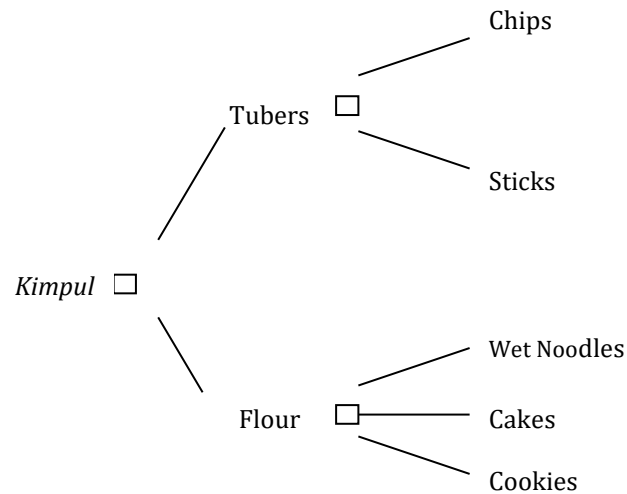 Chips
Tubers
Sticks
Kimpul
Wet Noodles
Flour
Cakes
Cookies